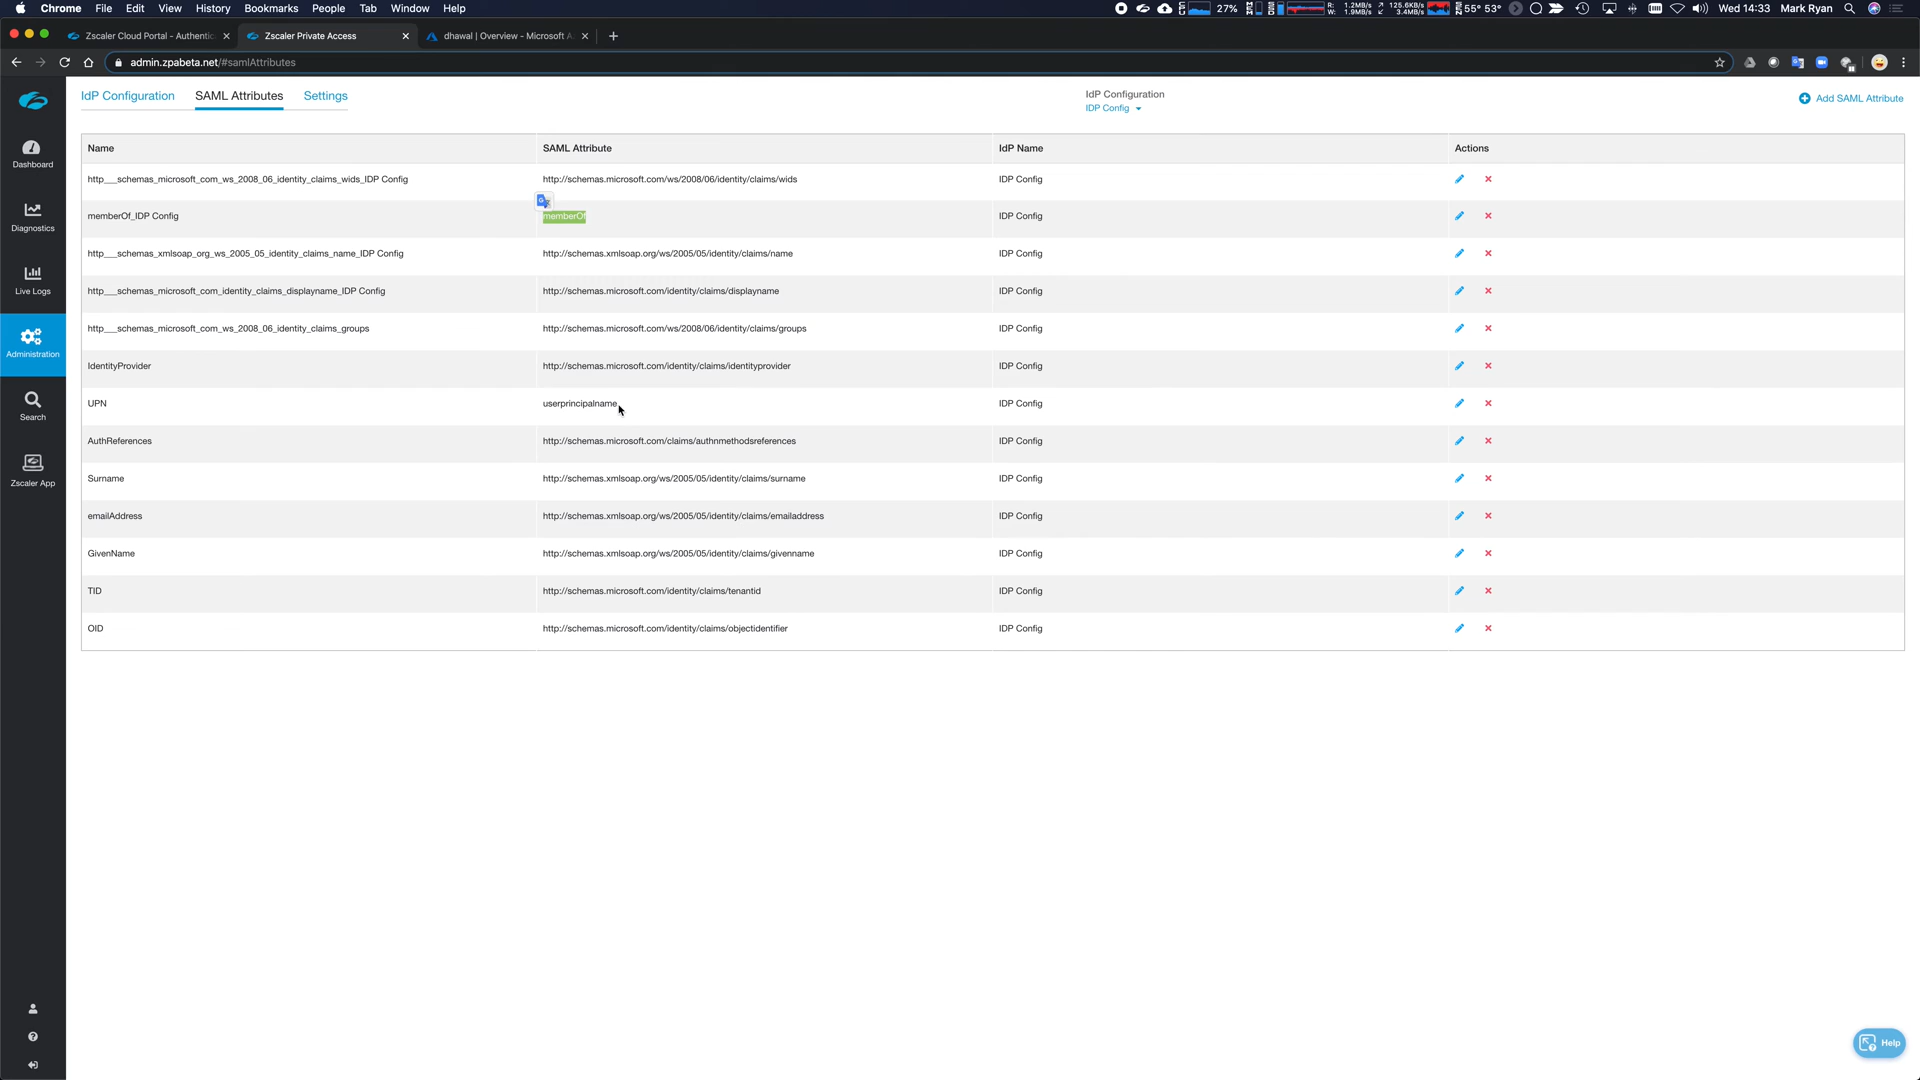 Chrome File Edit View History Bookmarks People Tab Window Help 27% R: 1.2MB/s W: 1.9MB/s 125.6KB/s 3.4MB/s 55° 53° Wed 14:33 Mark Ryan
Zscaler Cloud Portal - Authentic Zscaler Private Access dhawal | Overview - Microsoft A
admin.zpabeta.net/#samlAttributes
IdP Configuration SAML Attributes Settings
IdP Configuration
IDP Config
Add SAML Attribute
Dashboard
Diagnostics
Live Logs
Administration
Search
Zscaler App
Name SAML Attribute IdP Name Actions
http___schemas_microsoft_com_ws_2008_06_identity_claims_wids_IDP Config http://schemas.microsoft.com/ws/2008/06/identity/claims/wids IDP Config
memberOf_IDP Config memberOf IDP Config
http___schemas_xmlsoap_org_ws_2005_05_identity_claims_name_IDP Config http://schemas.xmlsoap.org/ws/2005/05/identity/claims/name IDP Config
http___schemas_microsoft_com_identity_claims_displayname_IDP Config http://schemas.microsoft.com/identity/claims/displayname IDP Config
http___schemas_microsoft_com_ws_2008_06_identity_claims_groups http://schemas.microsoft.com/ws/2008/06/identity/claims/groups IDP Config
IdentityProvider http://schemas.microsoft.com/identity/claims/identityprovider IDP Config
UPN userprincipalname IDP Config
AuthReferences http://schemas.microsoft.com/claims/authnmethodsreferences IDP Config
Surname http://schemas.xmlsoap.org/ws/2005/05/identity/claims/surname IDP Config
emailAddress http://schemas.xmlsoap.org/ws/2005/05/identity/claims/emailaddress IDP Config
GivenName http://schemas.xmlsoap.org/ws/2005/05/identity/claims/givenname IDP Config
TID http://schemas.microsoft.com/identity/claims/tenantid IDP Config
OID http://schemas.microsoft.com/identity/claims/objectidentifier IDP Config
Help